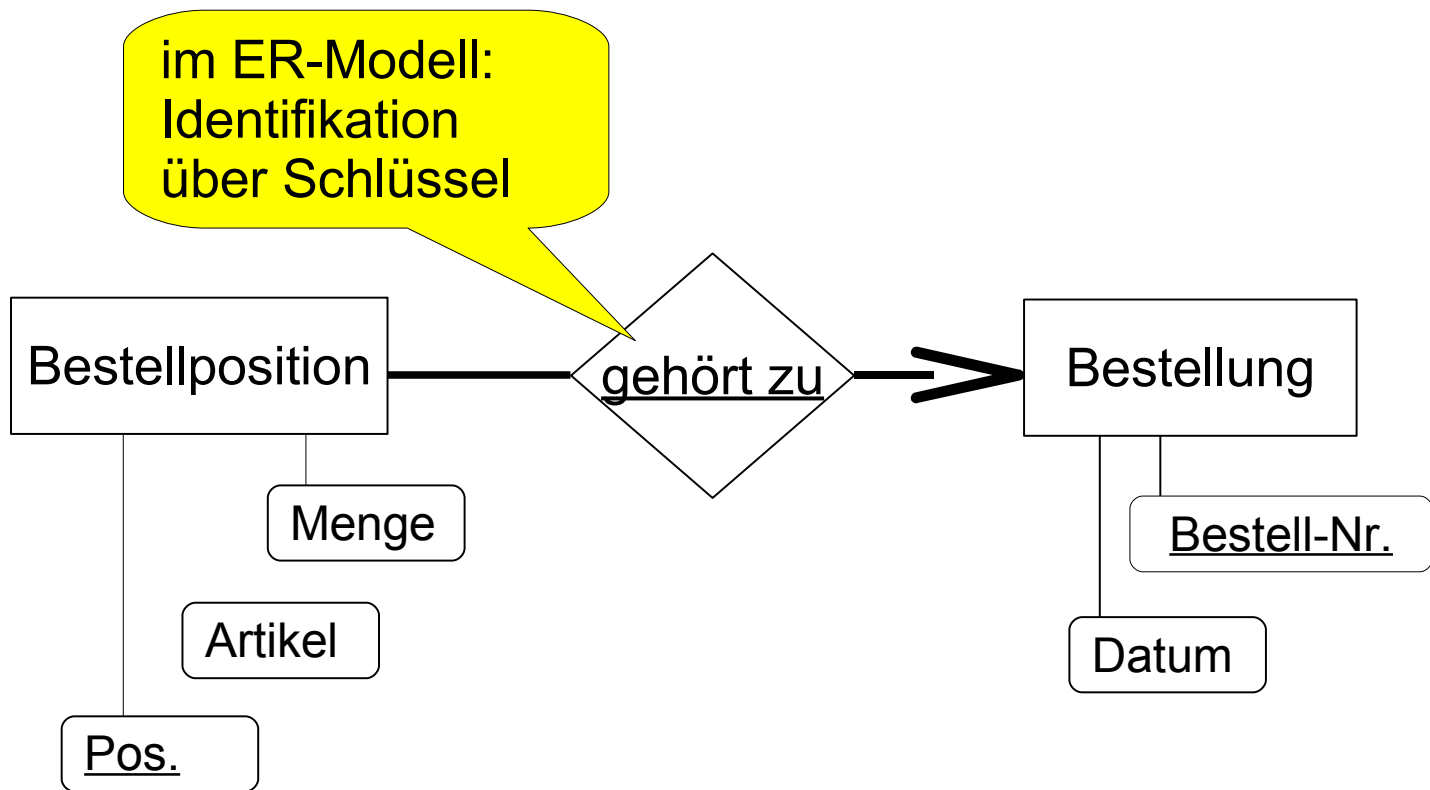 im ER-Modell:
Identifikation
über Schlüssel
Bestellposition
gehört zu
Bestellung
Menge
Bestell-Nr.
Artikel
Datum
Pos.